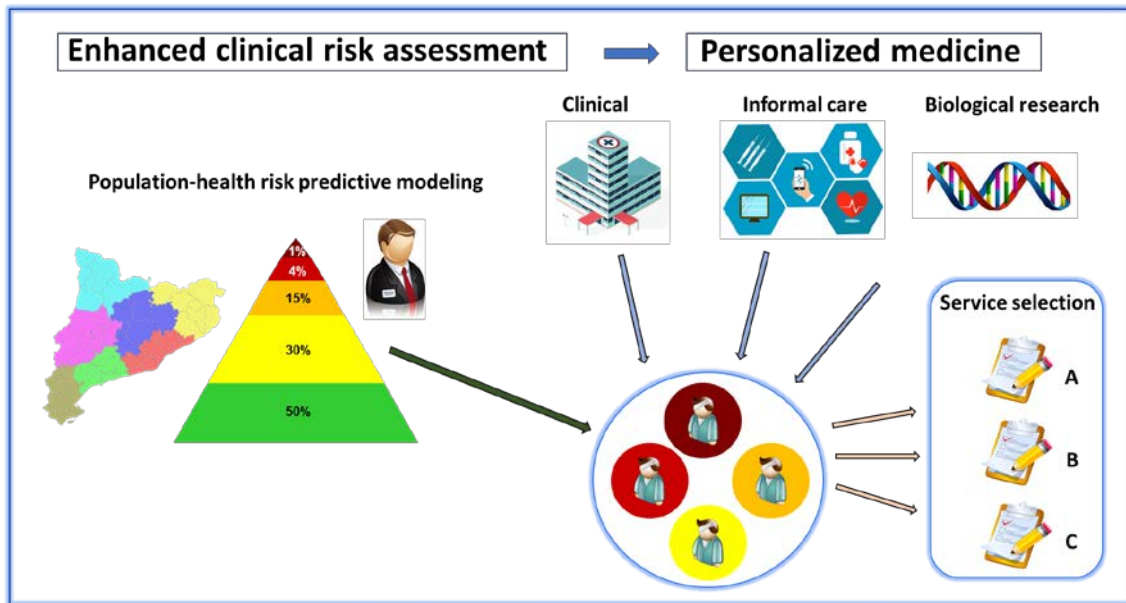 Enhanced clinical risk assessment
Personalized medicine
Clinical
Informal care
Biological research
Population-health risk predictive modeling
1%
4%
15%
30%
50%
Service selection
A
B
C